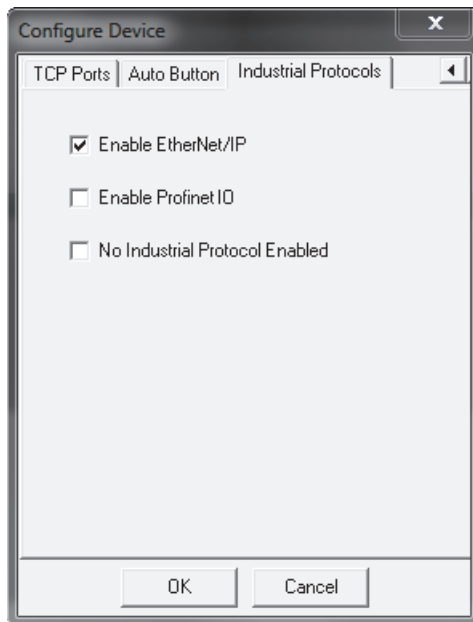 Configure Device
x
TCP Ports Auto Button Industrial Protocols
Enable EtherNet/IP
Enable Profinet IO
No Industrial Protocol Enabled
OK Cancel